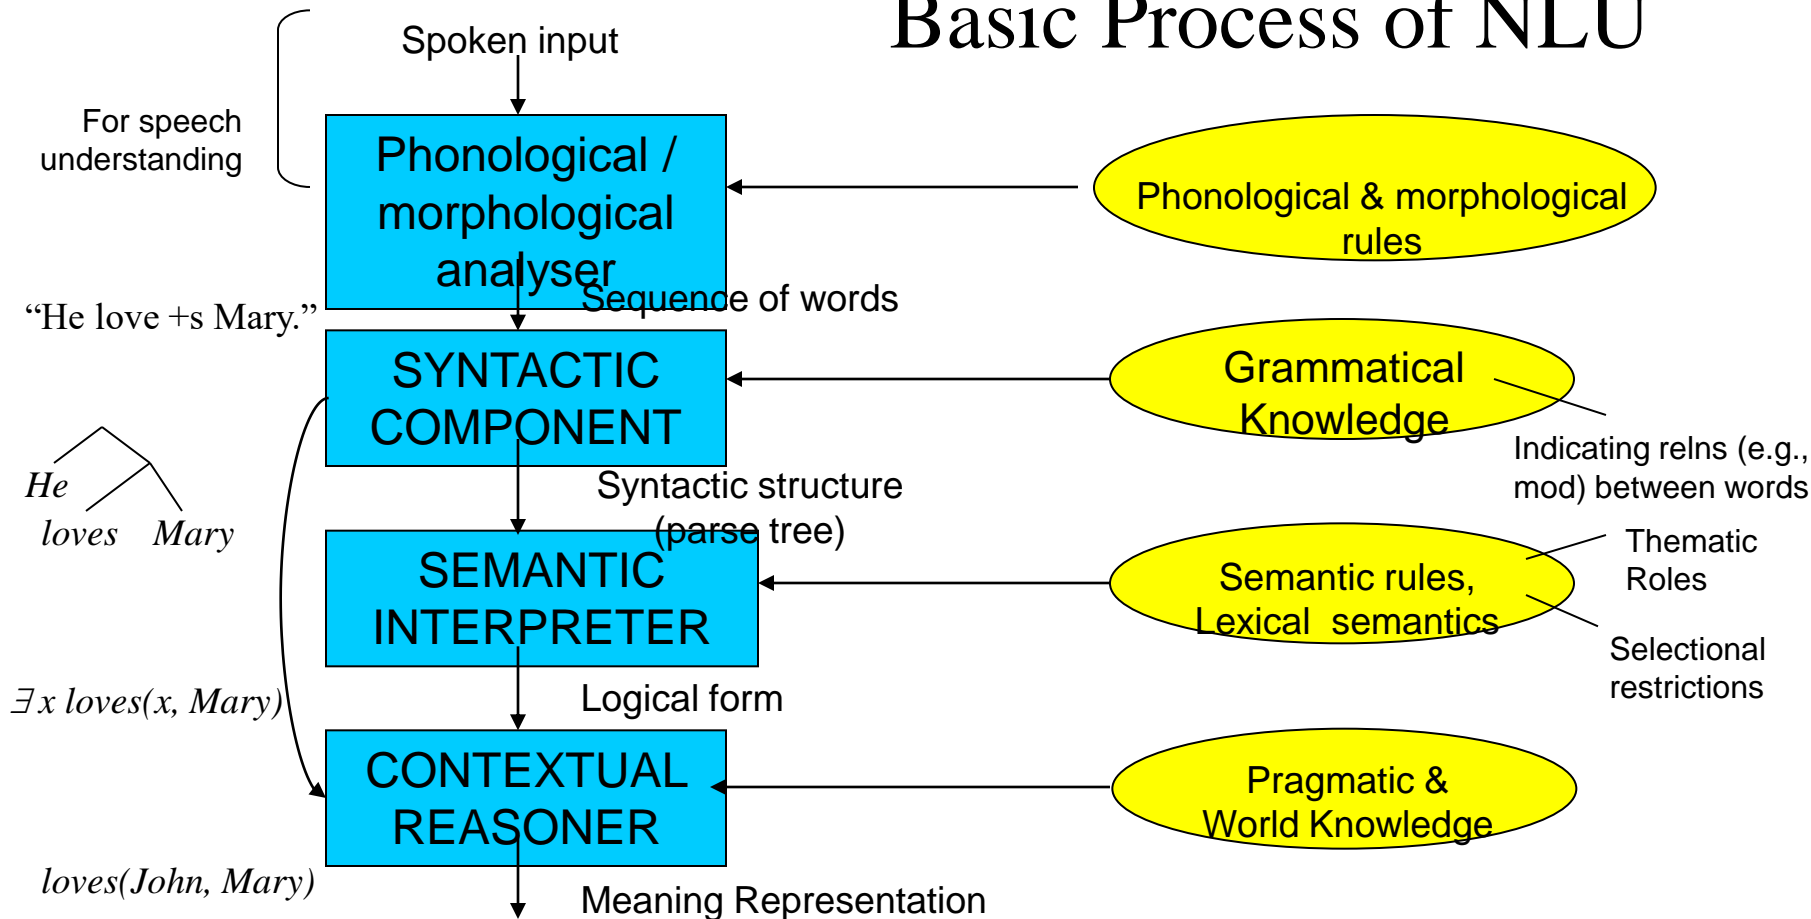 Basic Process of NLU
Spoken input
For speech
understanding
Phonological /
morphological
analyser
Phonological & morphological
rules
Sequence of words
“He love +s Mary.”
SYNTACTIC
COMPONENT
Grammatical
Knowledge
Indicating relns (e.g.,
mod) between words
He
loves Mary
Syntactic structure
(parse tree)
SEMANTIC
INTERPRETER
Semantic rules,
Lexical semantics
Thematic
Roles
Selectional
restrictions
∃ x loves(x, Mary)
Logical form
CONTEXTUAL
REASONER
Pragmatic &
World Knowledge
loves(John, Mary)
Meaning Representation